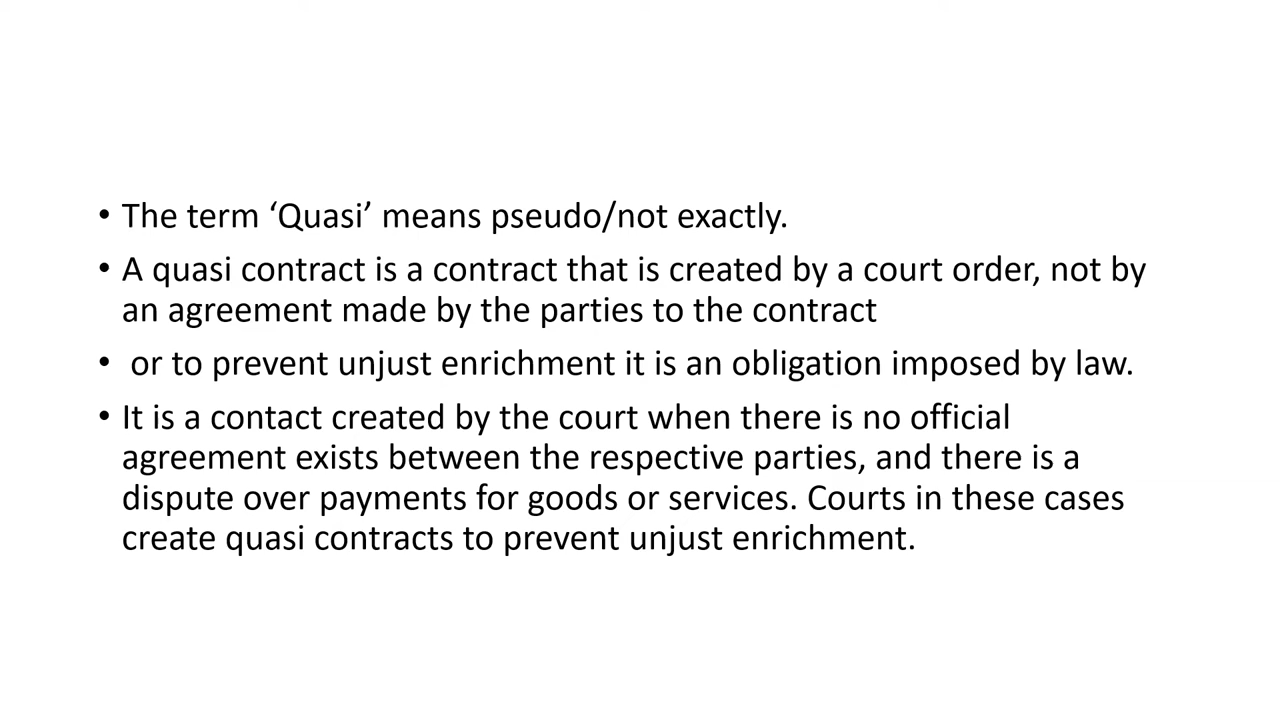 • The term ‘Quasi’ means pseudo/not exactly.
• A quasi contract is a contract that is created by a court order, not by
an agreement made by the parties to the contract
• or to prevent unjust enrichment it is an obligation imposed by law.
• It is a contact created by the court when there is no official
agreement exists between the respective parties, and there is a
dispute over payments for goods or services. Courts in these cases
create quasi contracts to prevent unjust enrichment.